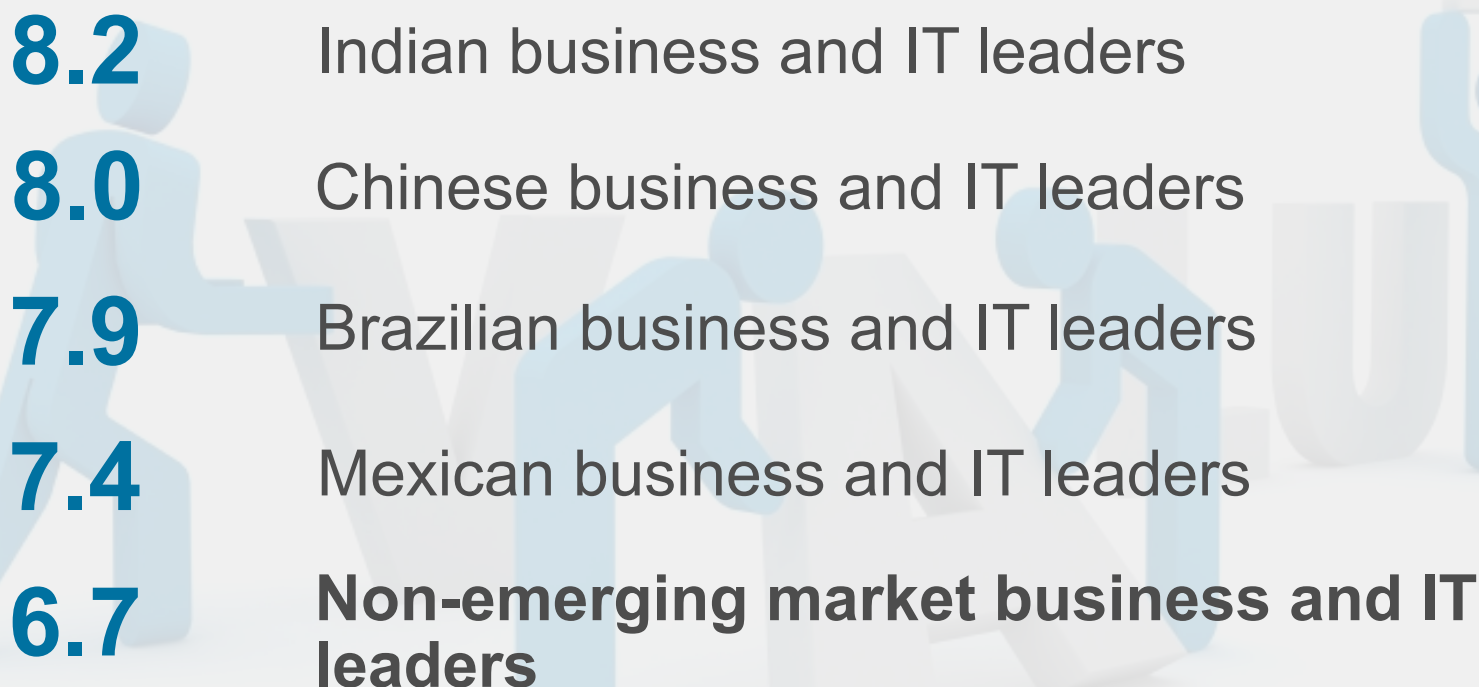 8.2 Indian business and IT leaders
8.0 Chinese business and IT leaders
7.9 Brazilian business and IT leaders
7.4 Mexican business and IT leaders
6.7 Non-emerging market business and IT
leaders
V A L U